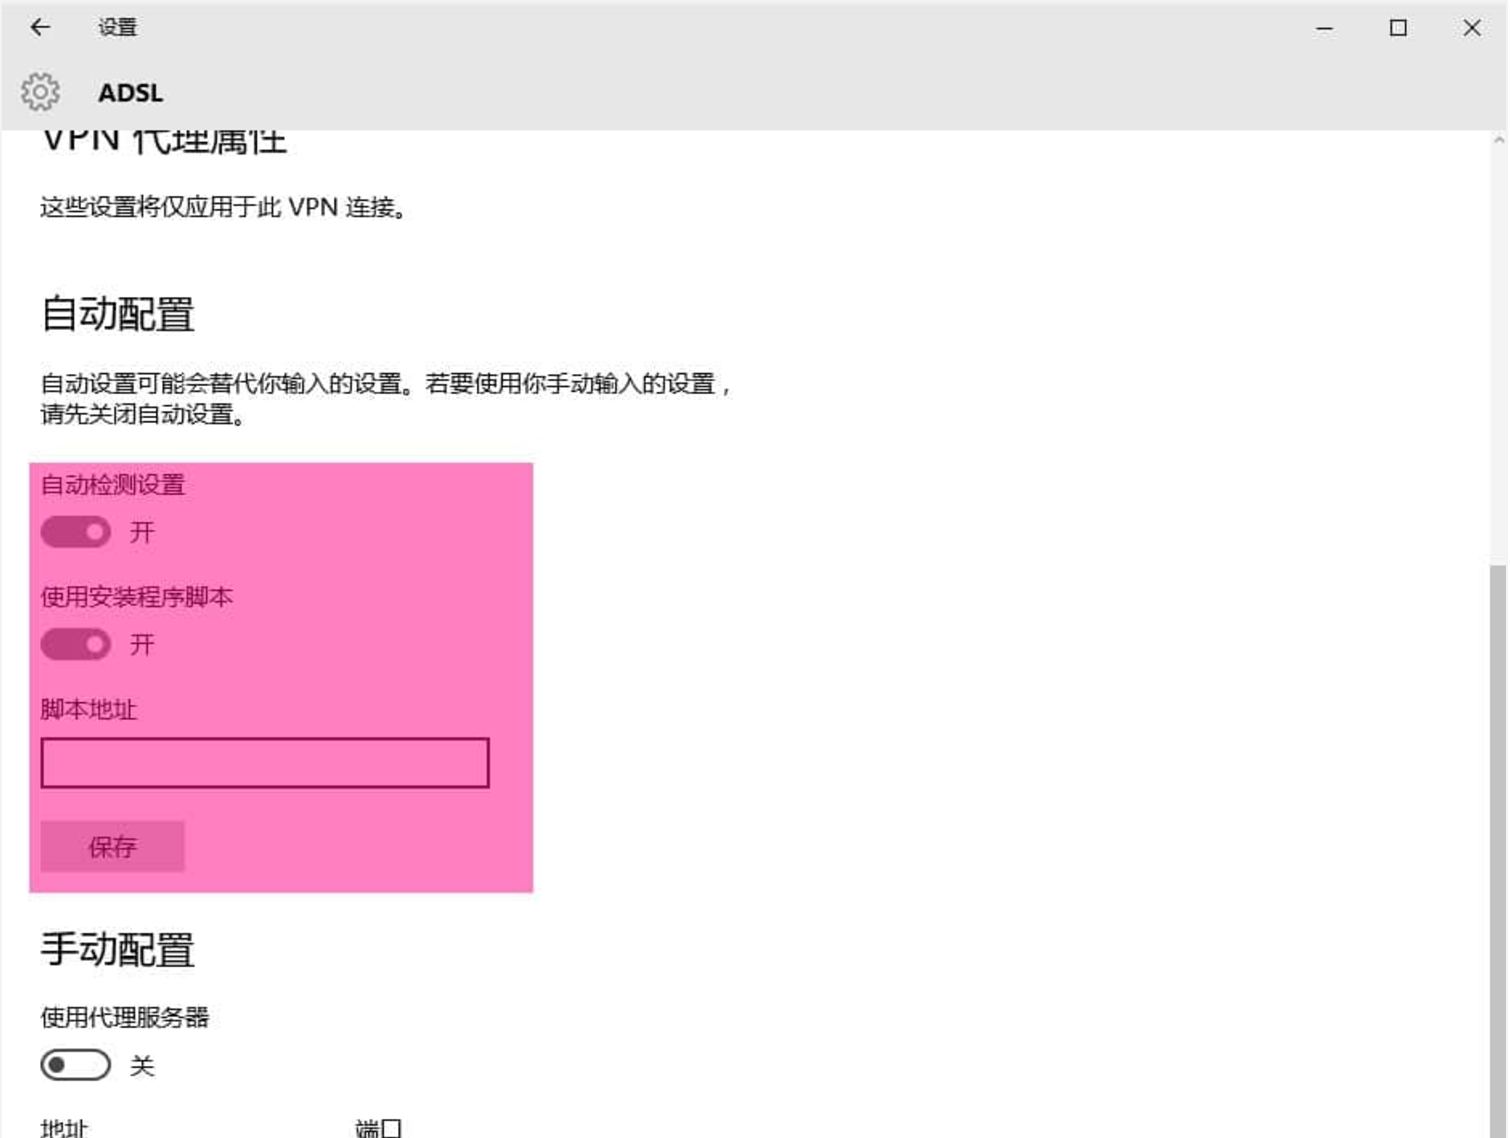 设置
ADSL
VPN 代理属性
这些设置将仅应用于此 VPN 连接。
自动配置
自动设置可能会替代你输入的设置。若要使用你手动输入的设置，
请先关闭自动设置。
自动检测设置
开
使用安装程序脚本
开
脚本地址
保存
手动配置
使用代理服务器
关
地址 端口